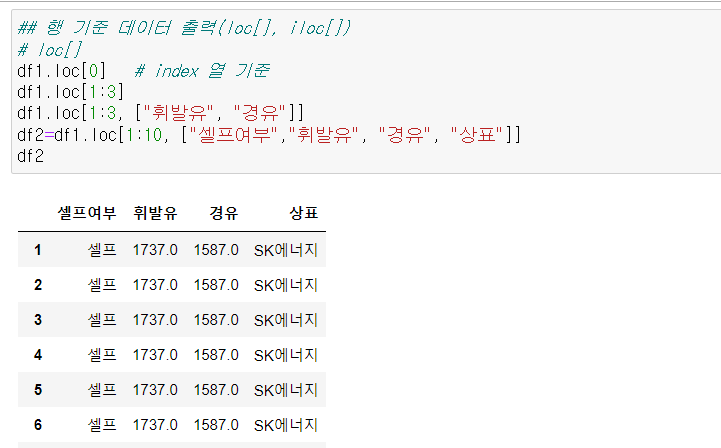 ## 행 기준 데이터 출력(loc[], iloc[])
# loc[]
df1.loc[0]   # index 열 기준
df1.loc[1:3]
df1.loc[1:3, ["휘발유", "경유"]]
df2=df1.loc[1:10, ["셀프여부","휘발유", "경유", "상표"]]
df2
셀프여부 휘발유 경유 상표
1 셀프 1737.0 1587.0 SK에너지
2 셀프 1737.0 1587.0 SK에너지
3 셀프 1737.0 1587.0 SK에너지
4 셀프 1737.0 1587.0 SK에너지
5 셀프 1737.0 1587.0 SK에너지
6 셀프 1737.0 1587.0 SK에너지